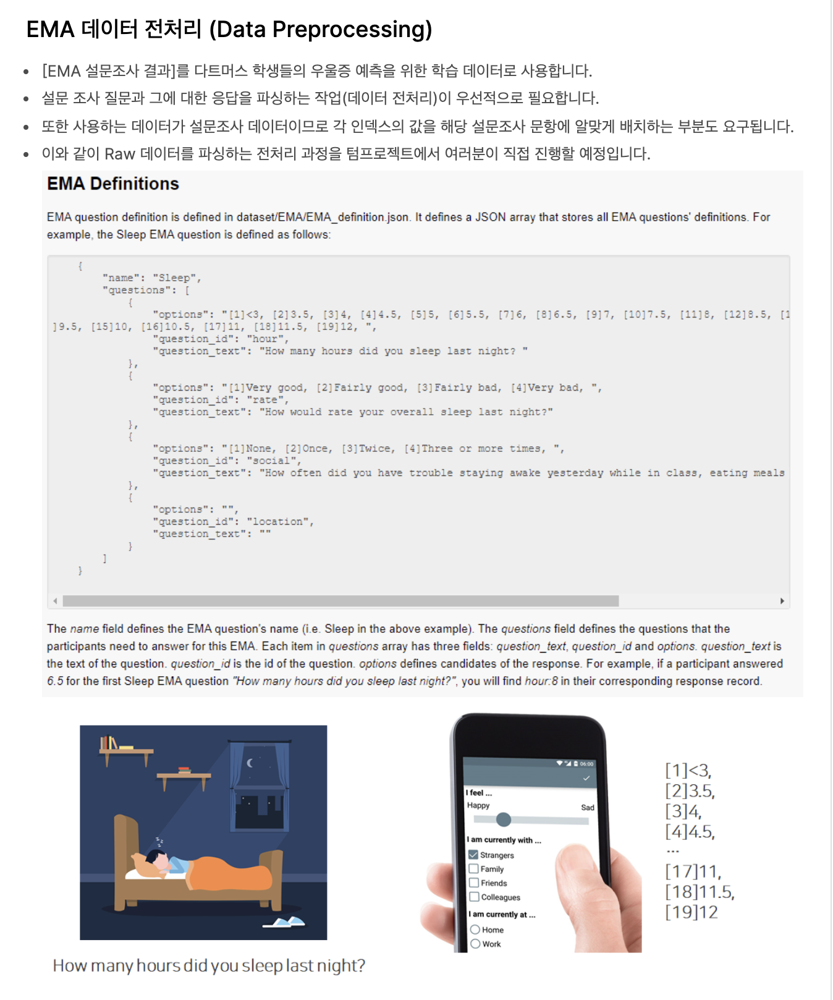 EMA 데이터 전처리 (Data Preprocessing)
• [EMA 설문조사 결과]를 다트머스 학생들의 우울증 예측을 위한 학습 데이터로 사용합니다.
• 설문 조사 질문과 그에 대한 응답을 파싱하는 작업(데이터 전처리)이 우선적으로 필요합니다.
• 또한 사용하는 데이터가 설문조사 데이터이므로 각 인덱스의 값을 해당 설문조사 문항에 알맞게 배치하는 부분도 요구됩니다.
• 이와 같이 Raw 데이터를 파싱하는 전처리 과정을 텀프로젝트에서 여러분이 직접 진행할 예정입니다.
EMA Definitions
EMA question definition is defined in dataset/EMA/EMA_definition.json. It defines a JSON array that stores all EMA questions' definitions. For
example, the Sleep EMA question is defined as follows:
{
"name": "Sleep",
"questions": [
{
"options": "[1]<3, [2]3.5, [3]4, [4]4.5, [5]5, [6]5.5, [7]6, [8]6.5, [9]7, [10]7.5, [11]8, [12]8.5, [1
]9.5, [15]10, [16]10.5, [17]11, [18]11.5, [19]12, ",
"question_id": "hour",
"question_text": "How many hours did you sleep last night? "
},
{
"options": "[1]Very good, [2]Fairly good, [3]Fairly bad, [4]Very bad, ",
"question_id": "rate",
"question_text": "How would rate your overall sleep last night?"
},
{
"options": "[1]None, [2]Once, [3]Twice, [4]Three or more times, ",
"question_id": "social",
"question_text": "How often did you have trouble staying awake yesterday while in class, eating meals
},
{
"options": "",
"question_id": "location",
"question_text": ""
}
]
}
The name field defines the EMA question's name (i.e. Sleep in the above example). The questions field defines the questions that the
participants need to answer for this EMA. Each item in questions array has three fields: question_text, question_id and options. question_text is
the text of the question. question_id is the id of the question. options defines candidates of the response. For example, if a participant answered
6.5 for the first Sleep EMA question "How many hours did you sleep last night?", you will find hour:8 in their corresponding response record.
z z z z
How many hours did you sleep last night?
06:00
I feel ...
Happy Sad
I am currently with ...
Strangers
Family
Friends
Colleagues
I am currently at ...
Home
Work
[1]<3,
[2]3.5,
[3]4,
[4]4.5,
...
[17]11,
[18]11.5,
[19]12